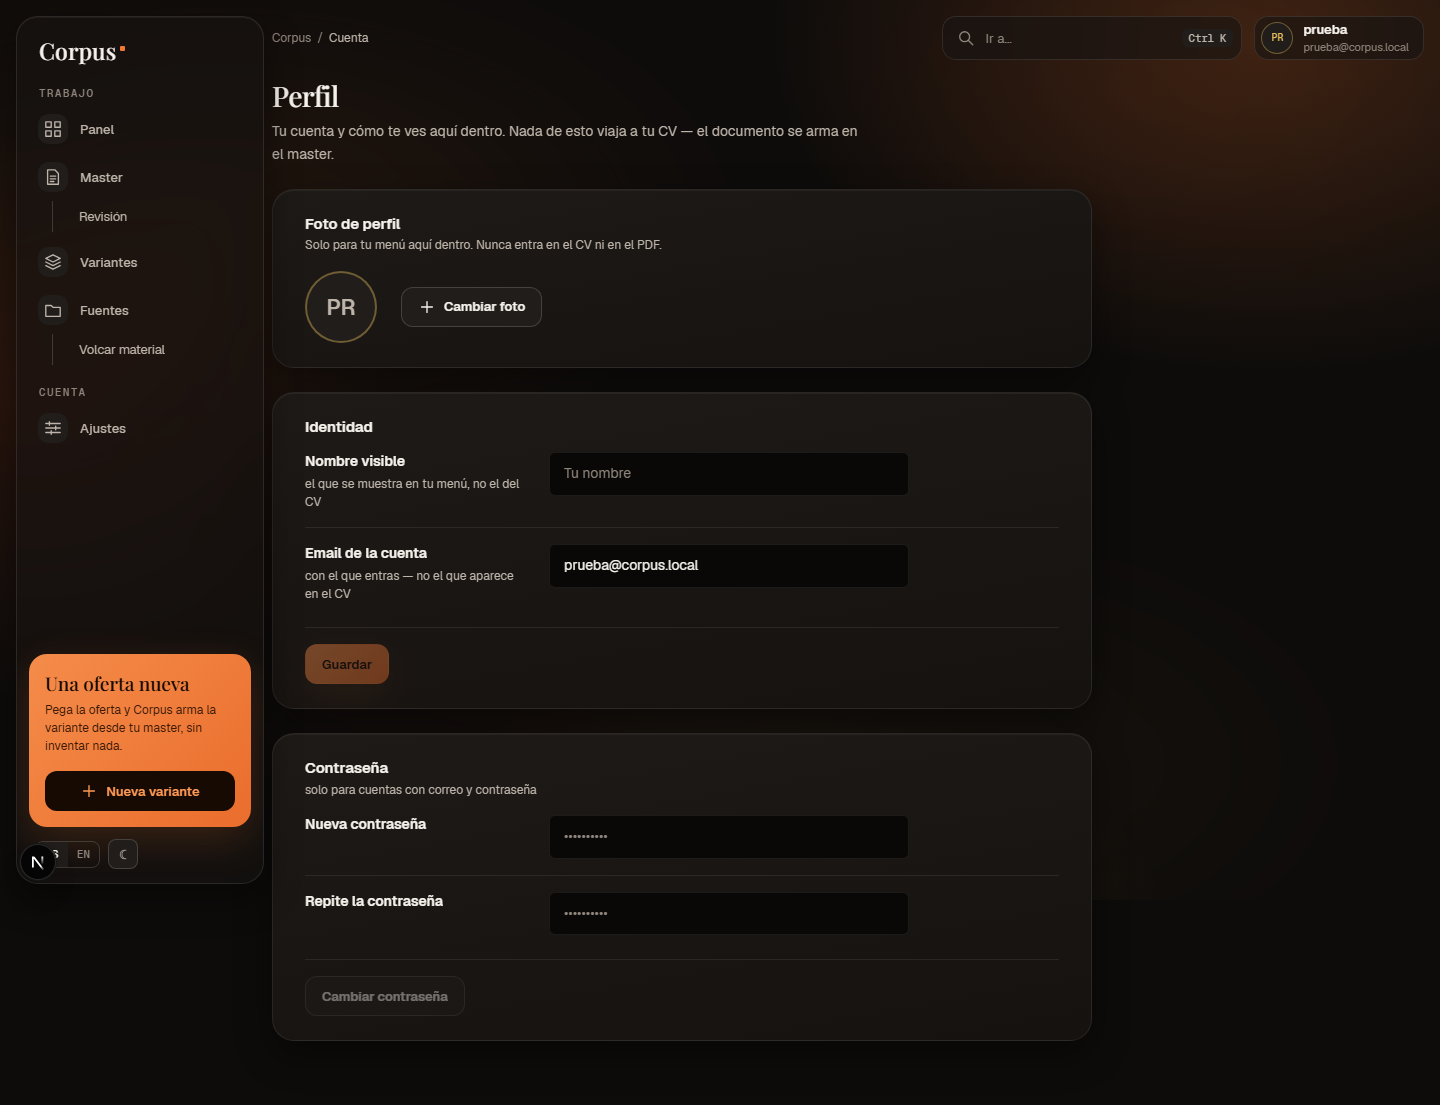 Corpus
TRABAJO
Panel
Master
Revisión
Variantes
Fuentes
Volcar material
CUENTA
Ajustes
Una oferta nueva
Pega la oferta y Corpus arma la
variante desde tu master, sin
inventar nada.
+ Nueva variante
EN
Corpus / Cuenta
Ir a...
Ctrl K
PR
prueba
prueba@corpus.local
Perfil
Tu cuenta y cómo te ves aquí dentro. Nada de esto viaja a tu CV — el documento se arma en
el master.
Foto de perfil
Solo para tu menú aquí dentro. Nunca entra en el CV ni en el PDF.
PR
+ Cambiar foto
Identidad
Nombre visible
el que se muestra en tu menú, no el del
CV
Tu nombre
Email de la cuenta
con el que entras — no el que aparece
en el CV
prueba@corpus.local
Guardar
Contraseña
solo para cuentas con correo y contraseña
Nueva contraseña
••••••••••
Repite la contraseña
••••••••••
Cambiar contraseña